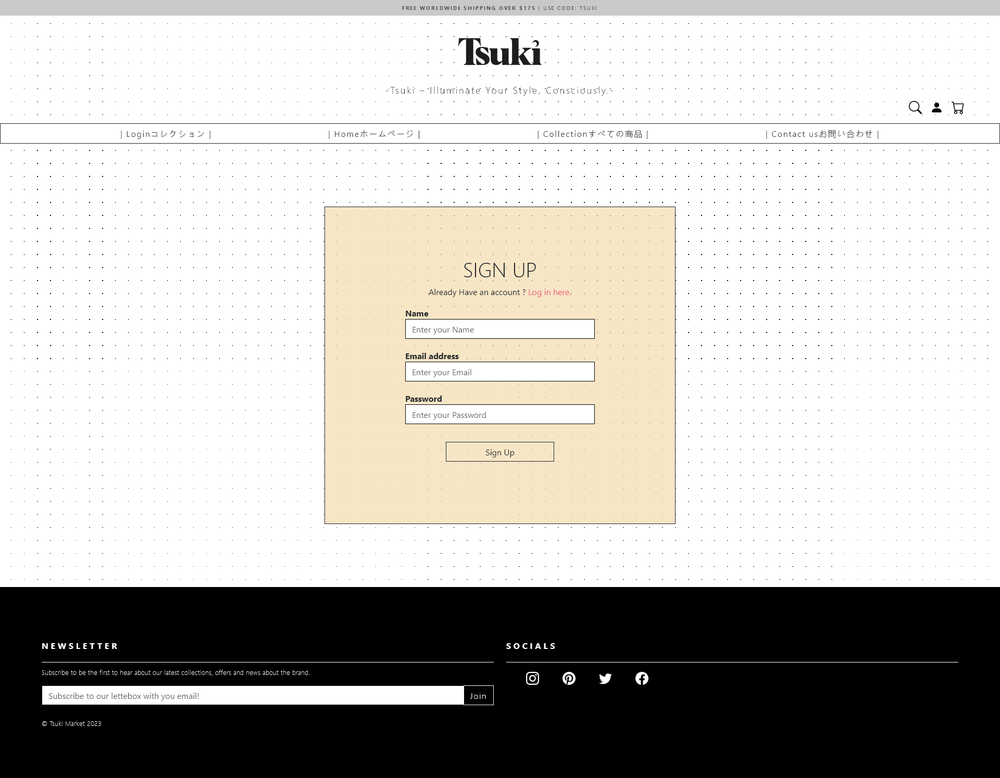 FREE WORLDWIDE SHIPPING OVER $175 | USE CODE: TSUKI
Tsuki
-Tsuki – Illuminate Your Style, Consciously.-
| Loginコレクション |
| Homeホームページ |
| Collectionすべての商品 |
| Contact usお問い合わせ |
SIGN UP
Already Have an account ? Log in here.
Name
Enter your Name
Email address
Enter your Email
Password
Enter your Password
Sign Up
NEWSLETTER
Subscribe to be the first to hear about our latest collections, offers and news about the brand.
Subscribe to our lettebox with you email!
Join
© Tsuki Market 2023
SOCIALS